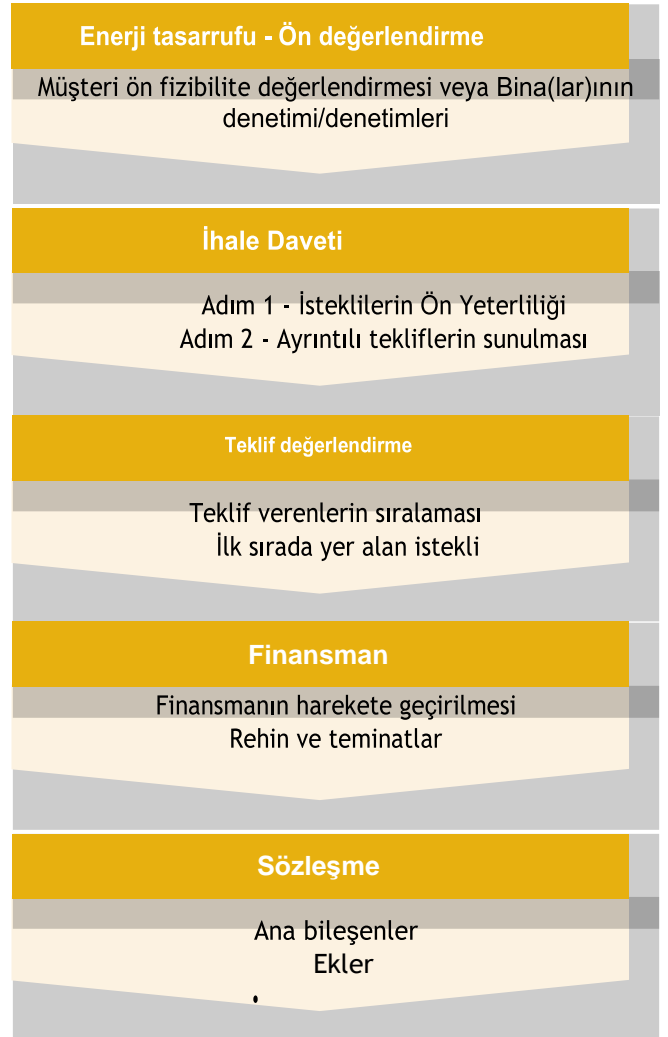 Enerji tasarrufu - Ön değerlendirme
Müşteri ön fizibilite değerlendirmesi veya Bina(lar)ının
denetimi/denetimleri
İhale Daveti
Adım 1 - İsteklilerin Ön Yeterliliği
Adım 2 - Ayrıntılı tekliflerin sunulması
Teklif değerlendirme
Teklif verenlerin sıralaması
İlk sırada yer alan istekli
Finansman
Finansmanın harekete geçirilmesi
Rehin ve teminatlar
Sözleşme
Ana bileşenler
Ekler
•